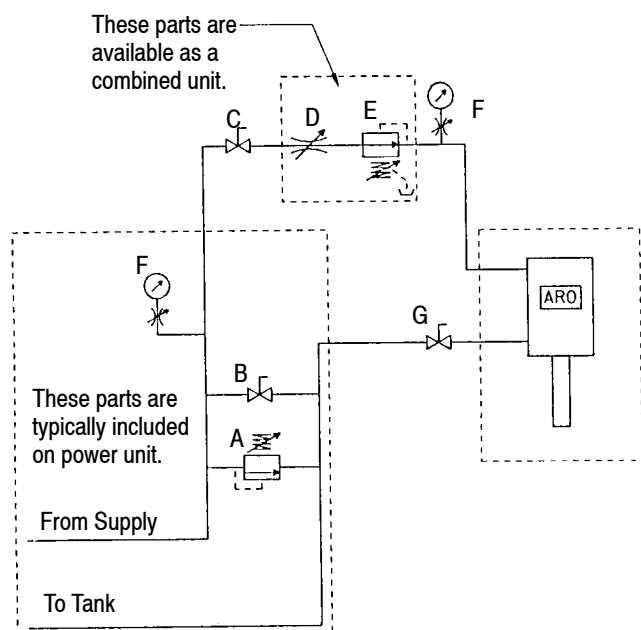 These parts are
available as a
combined unit.
C
D
E
F
F
ARO
G
B
These parts are
typically included
on power unit.
A
From Supply
To Tank